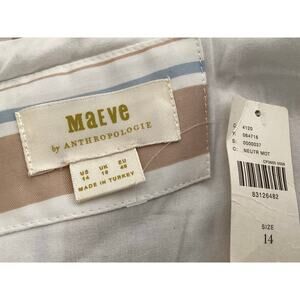 MAEVE
by ANTHROPOLOGIE
US UK EU
14 18 46
MADE IN TURKEY
4120
064716
0000037
NEUTR MOT
83126482
SIZE
14